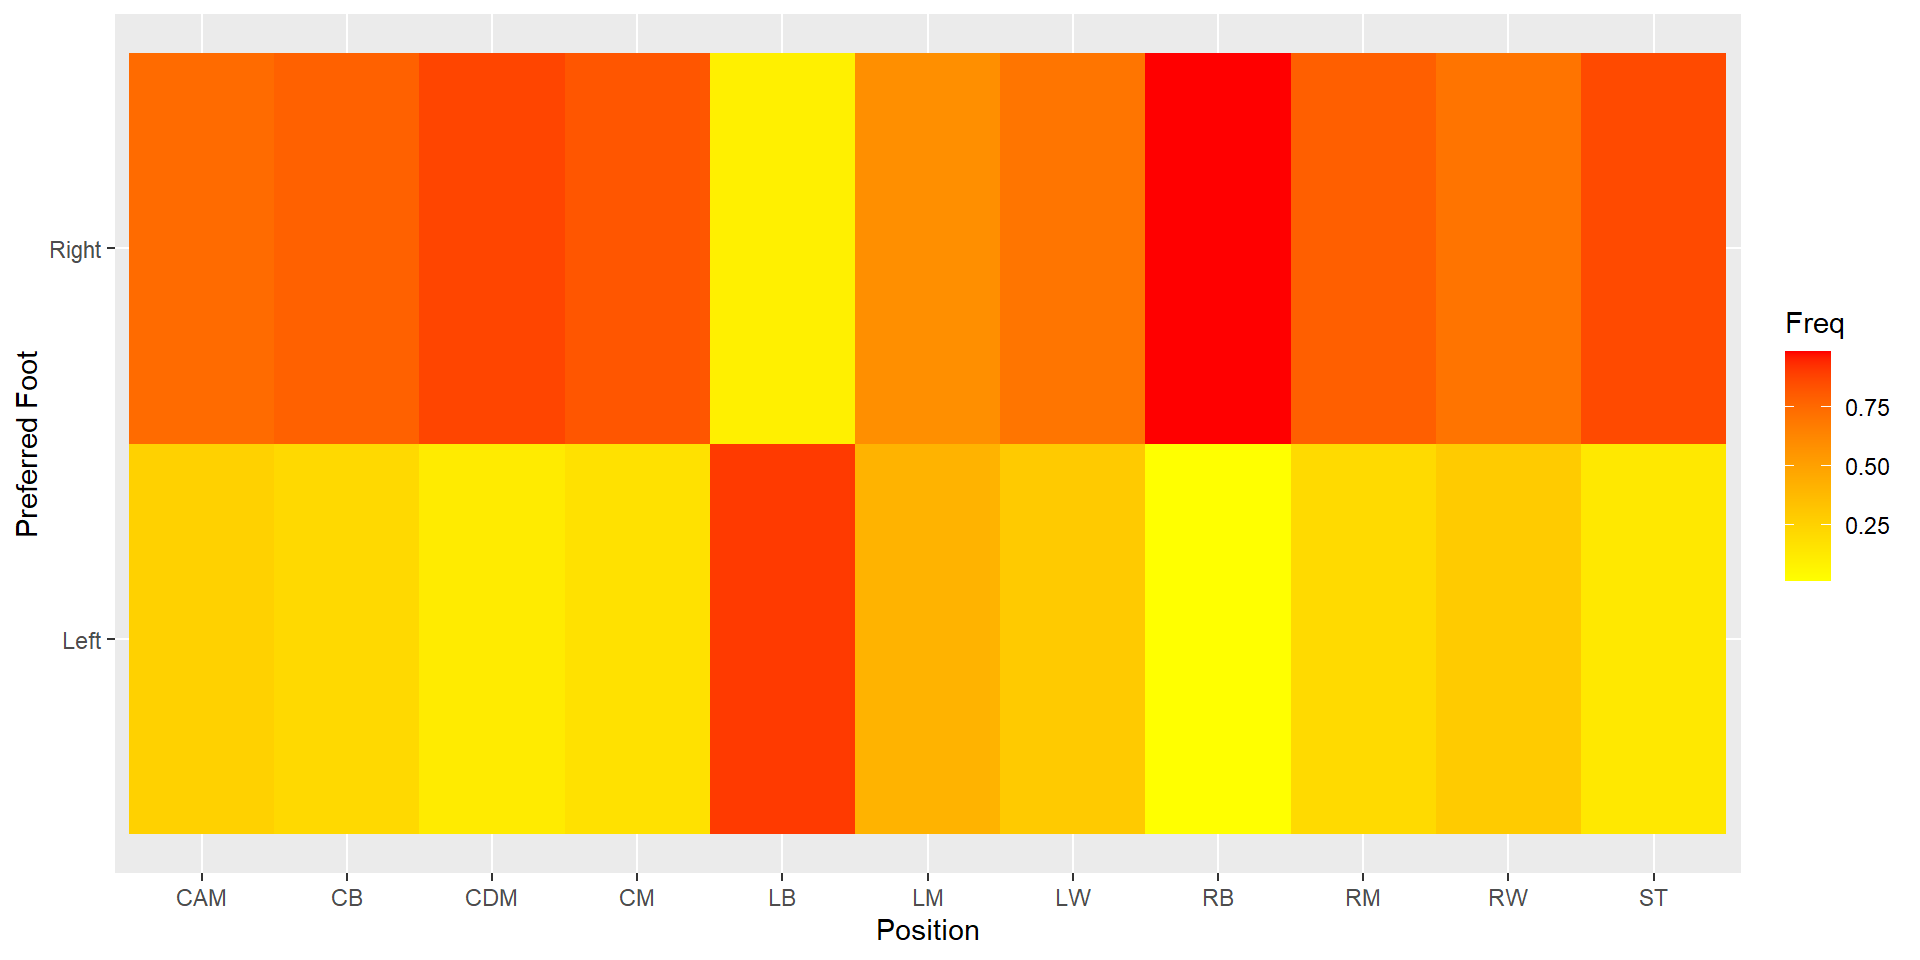 Preferred Foot
Right
Left
CAM CB CDM CM LB LM LW RB RM RW ST
Position
Freq
0.75
0.50
0.25